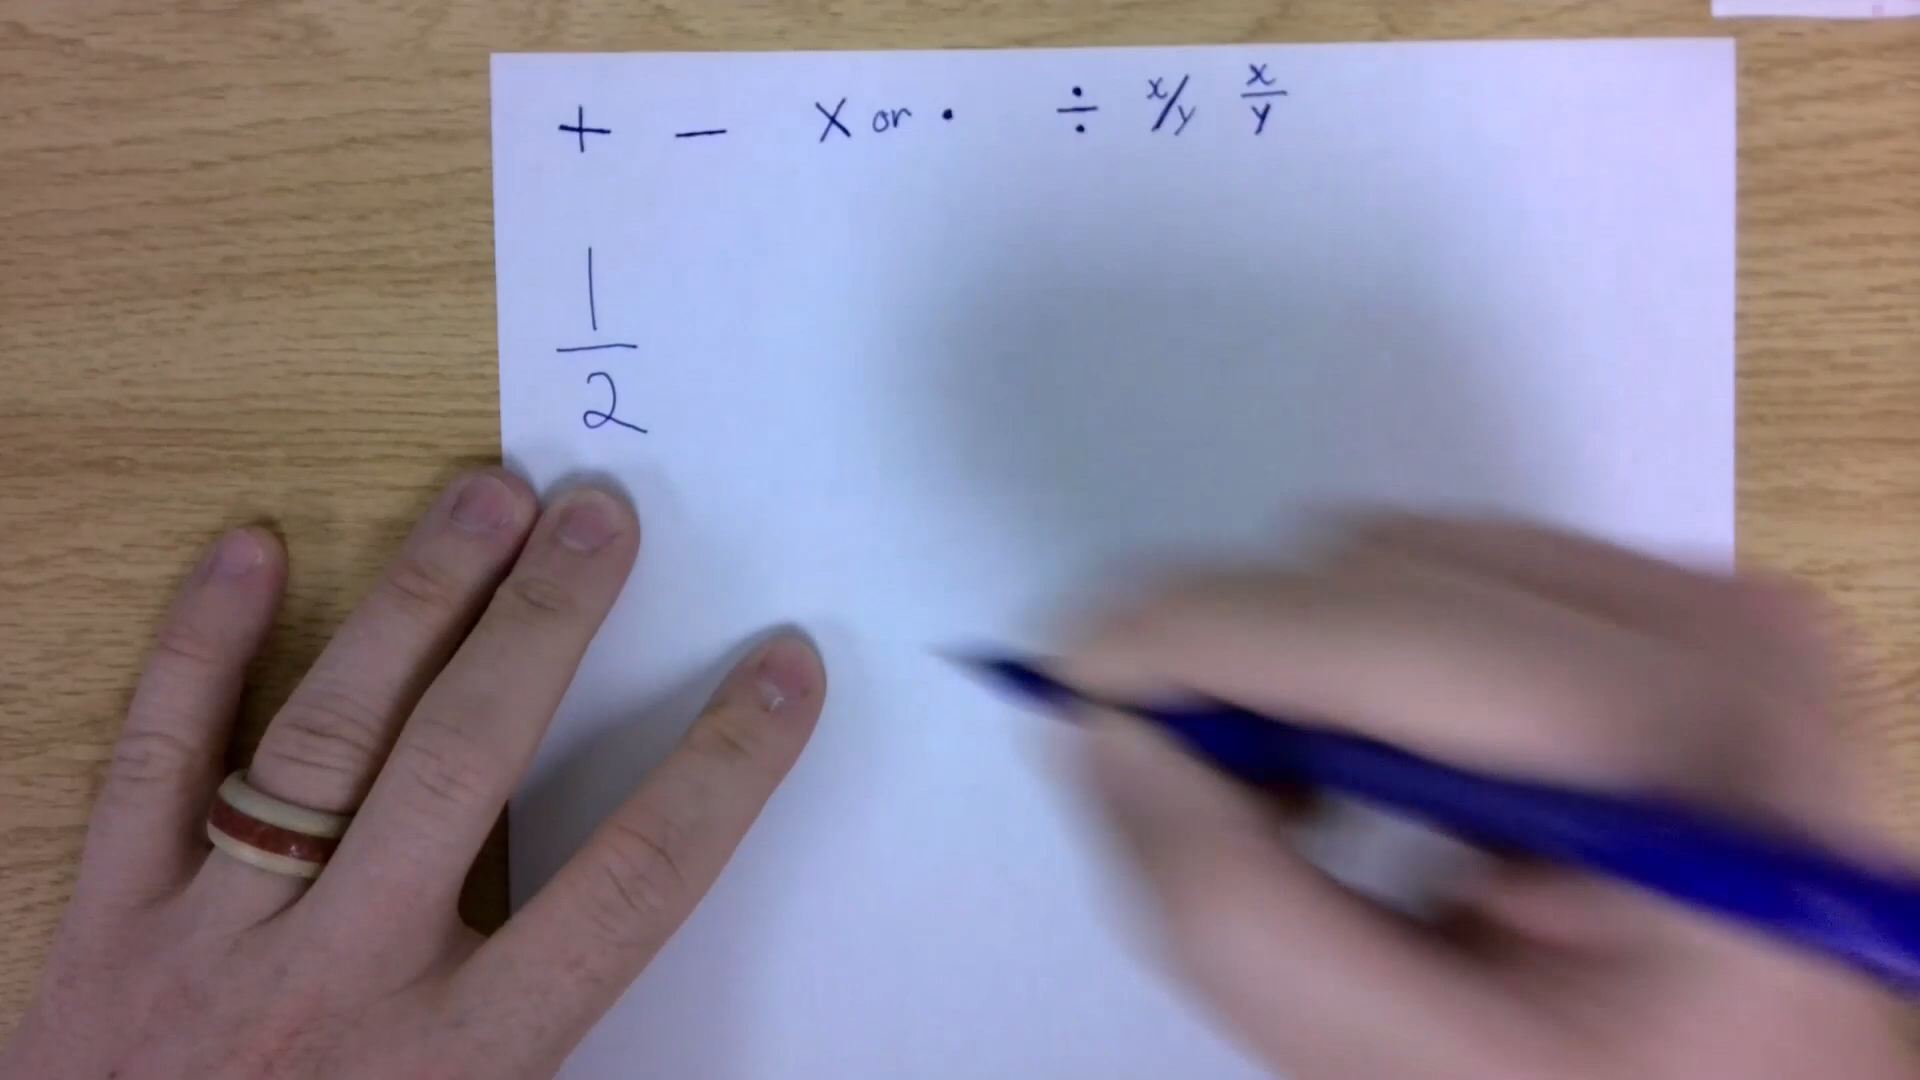 + − X or · ÷ x/y x/y
1/2